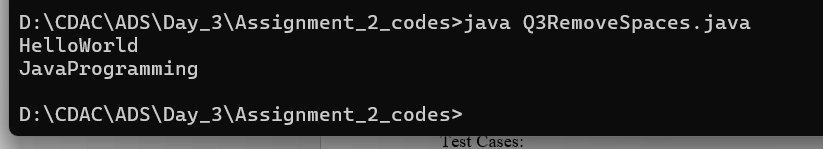 D:\CDAC\ADS\Day_3\Assignment_2_codes>java Q3RemoveSpaces.java
HelloWorld
JavaProgramming
D:\CDAC\ADS\Day_3\Assignment_2_codes>
Test Cases: